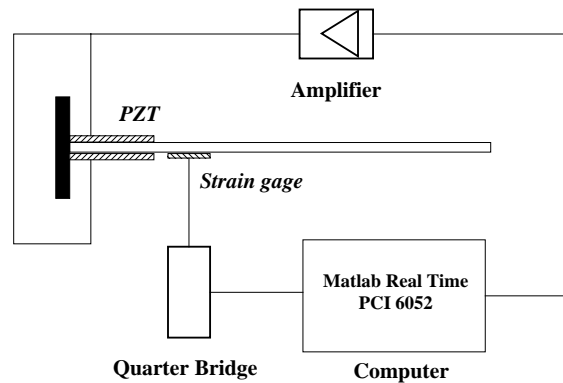 Amplifier
PZT
Strain gage
Matlab Real Time
PCI 6052
Quarter Bridge
Computer